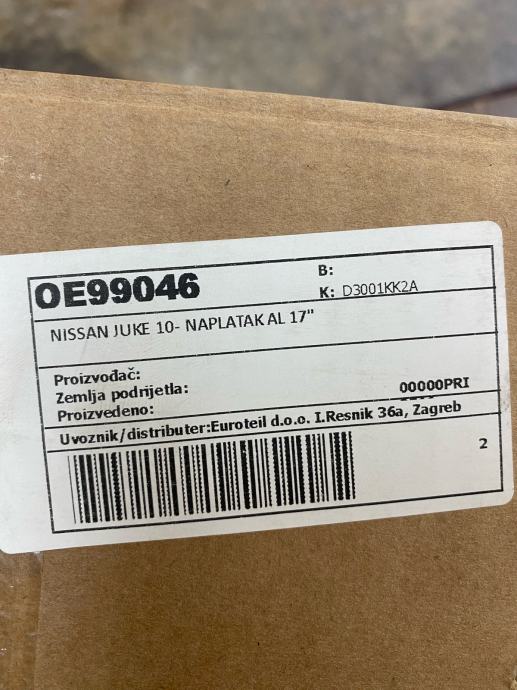 OE99046
B:
K: D3001KK2A
NISSAN JUKE 10- NAPLATAK AL 17"
Proizvođač:
Zemlja podrijetla:
00000PRI
Proizvedeno:
Uvoznik/distributer:Euroteil d.o.o. I.Resnik 36a, Zagreb
2